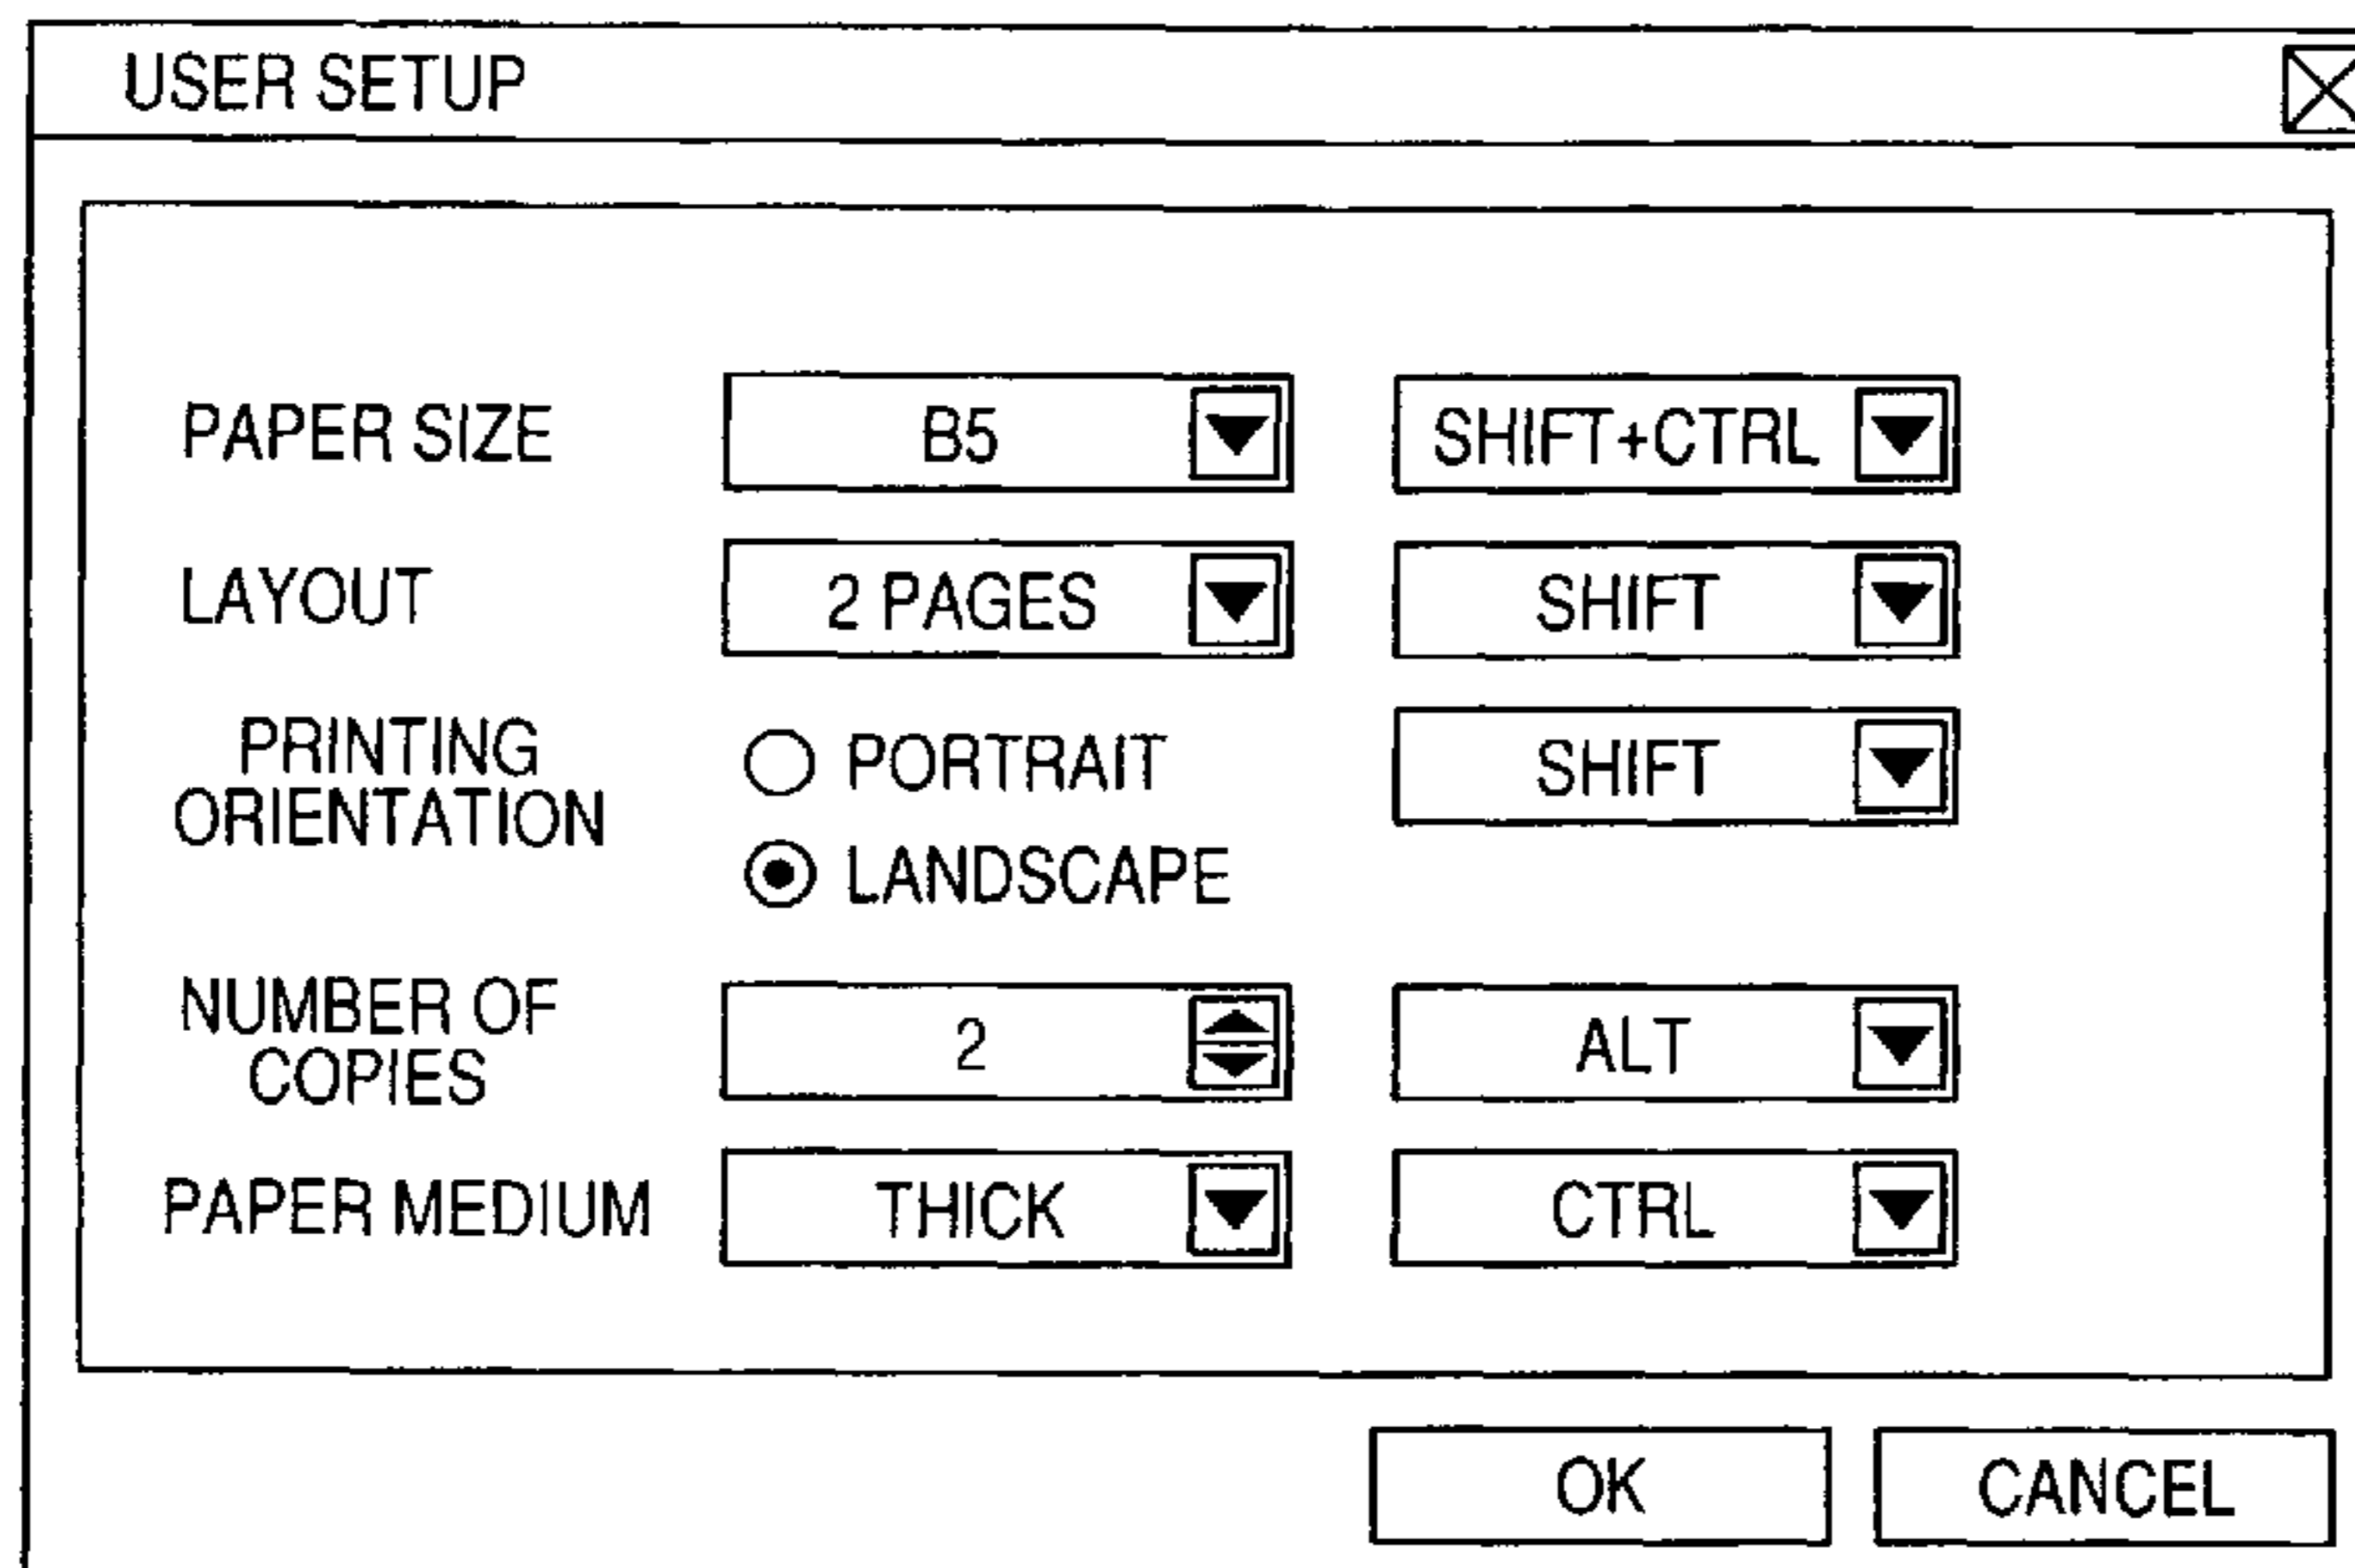 USER SETUP
PAPER SIZE B5 SHIFT+CTRL
LAYOUT 2 PAGES SHIFT
PRINTING ORIENTATION PORTRAIT SHIFT
LANDSCAPE
NUMBER OF COPIES 2 ALT
PAPER MEDIUM THICK CTRL
OK CANCEL